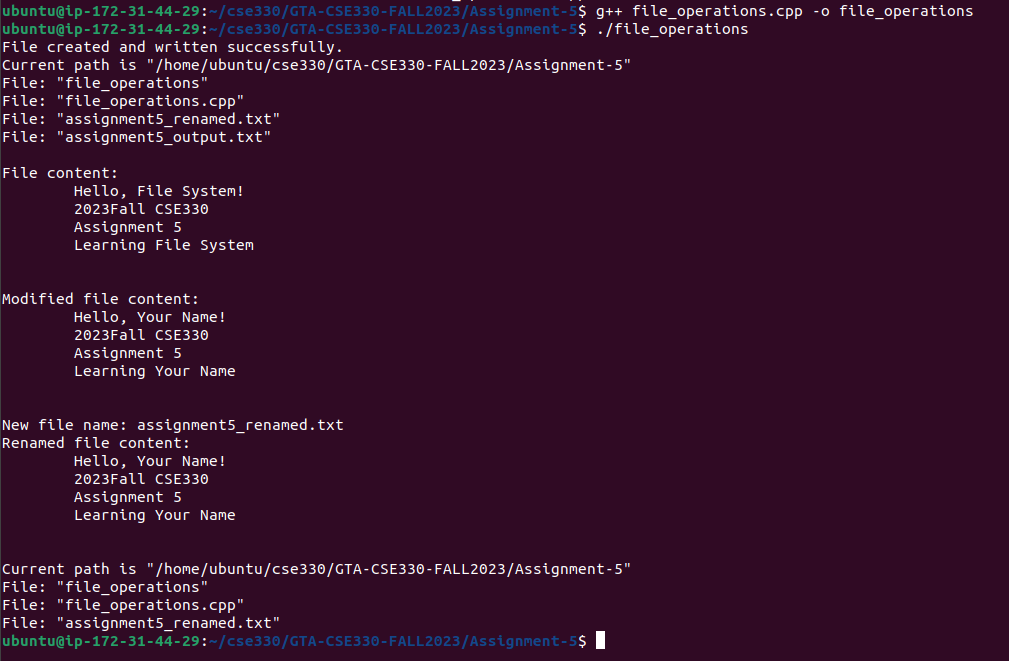 ubuntu@ip-172-31-44-29:~/cse330/GTA-CSE330-FALL2023/Assignment-5$ g++ file_operations.cpp -o file_operations
ubuntu@ip-172-31-44-29:~/cse330/GTA-CSE330-FALL2023/Assignment-5$ ./file_operations
File created and written successfully.
Current path is "/home/ubuntu/cse330/GTA-CSE330-FALL2023/Assignment-5"
File: "file_operations"
File: "file_operations.cpp"
File: "assignment5_renamed.txt"
File: "assignment5_output.txt"

File content:
        Hello, File System!
        2023Fall CSE330
        Assignment 5
        Learning File System


Modified file content:
        Hello, Your Name!
        2023Fall CSE330
        Assignment 5
        Learning Your Name


New file name: assignment5_renamed.txt
Renamed file content:
        Hello, Your Name!
        2023Fall CSE330
        Assignment 5
        Learning Your Name


Current path is "/home/ubuntu/cse330/GTA-CSE330-FALL2023/Assignment-5"
File: "file_operations"
File: "file_operations.cpp"
File: "assignment5_renamed.txt"
ubuntu@ip-172-31-44-29:~/cse330/GTA-CSE330-FALL2023/Assignment-5$